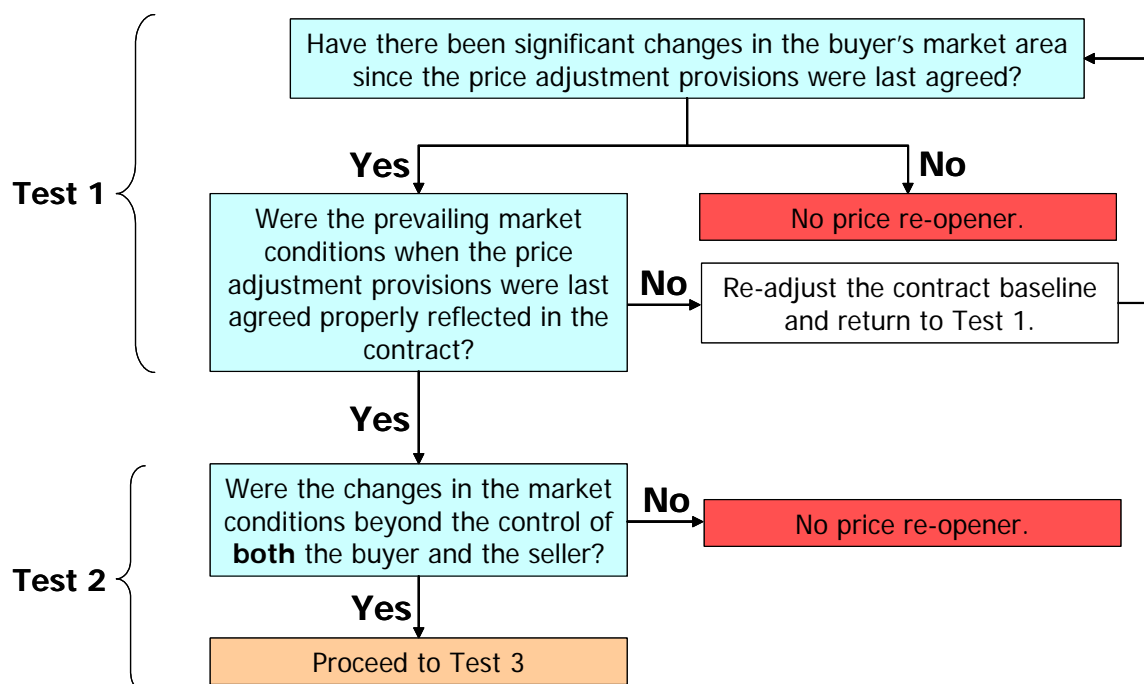 Have there been significant changes in the buyer's market area
since the price adjustment provisions were last agreed?
Yes
No
Test 1
Were the prevailing market
conditions when the price
adjustment provisions were last
agreed properly reflected in the
contract?
No price re-opener.
No
Re-adjust the contract baseline
and return to Test 1.
Yes
Test 2
Were the changes in the market
conditions beyond the control of
both the buyer and the seller?
No
No price re-opener.
Yes
Proceed to Test 3